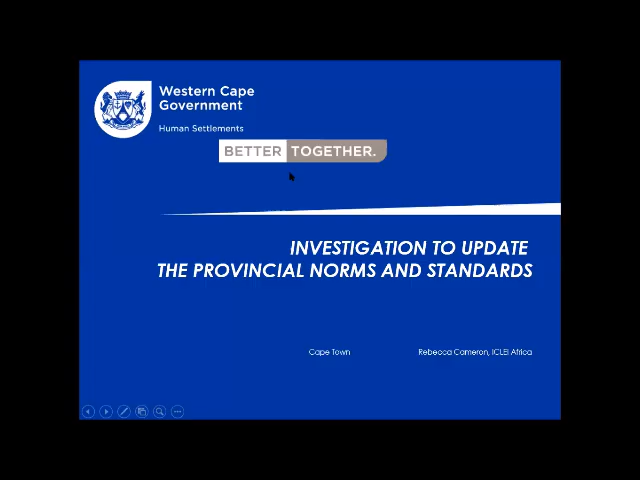 Western Cape
Government
Human Settlements
BETTER TOGETHER.
INVESTIGATION TO UPDATE
THE PROVINCIAL NORMS AND STANDARDS
Cape Town Rebecca Cameron, ICLEI Africa